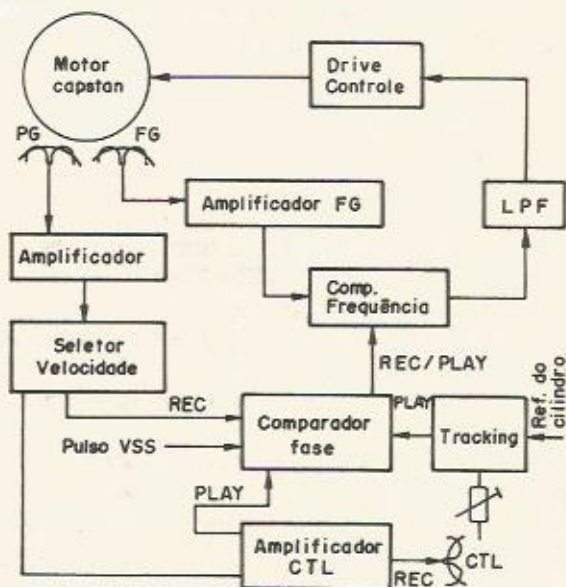 Motor
capstan
PG
FG
Drive
Controle
Amplificador FG
LPF
Amplificador
Comp.
Frequência
Seletor
Velocidade
REC/PLAY
REC
Comparador
fase
PLAY
Tracking
Ref. do
cilindro
Pulso VSS
PLAY
Amplificador
CTL
REC
CTL